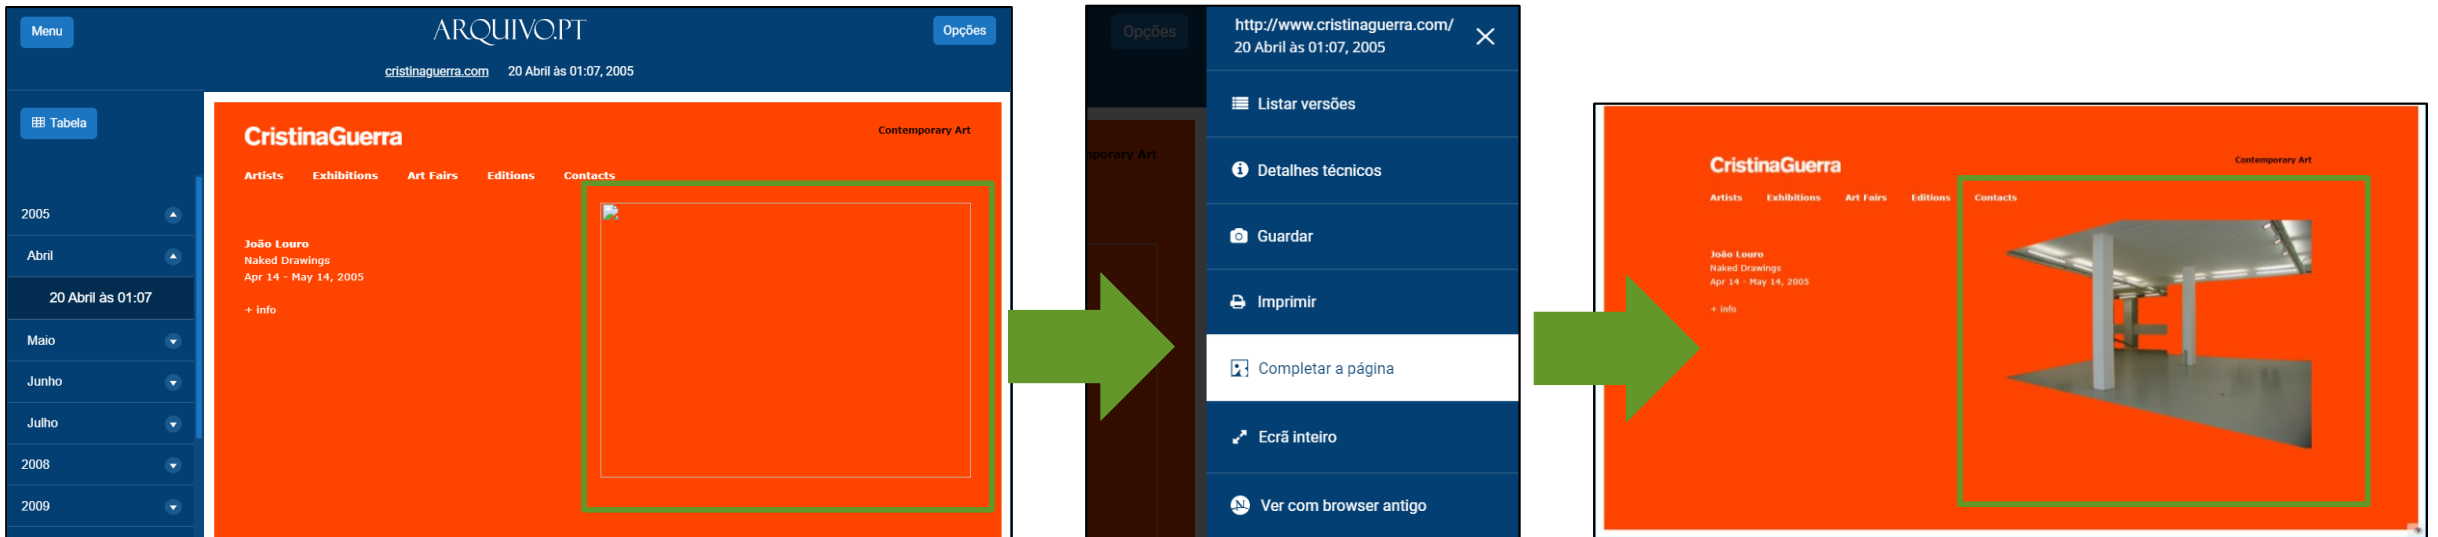 Menu
ARQUIVO.PT
Opções
cristinaguerra.com 20 Abril às 01:07, 2005
Tabela
2005
Abril
20 Abril às 01:07
Maio
Junho
Julho
2008
2009
CristinaGuerra
Contemporary Art
Artists Exhibitions Art Fairs Editions Contacts
João Louro
Naked Drawings
Apr 14 - May 14, 2005
+ info
Opções
nporary Art
http://www.cristinaguerra.com/
20 Abril às 01:07, 2005
Listar versões
Detalhes técnicos
Guardar
Imprimir
Completar a página
Ecrã inteiro
Ver com browser antigo
CristinaGuerra
Contemporary Art
Artists Exhibitions Art Fairs Editions Contacts
João Louro
Naked Drawings
Apr 14 - May 14, 2005
+ info